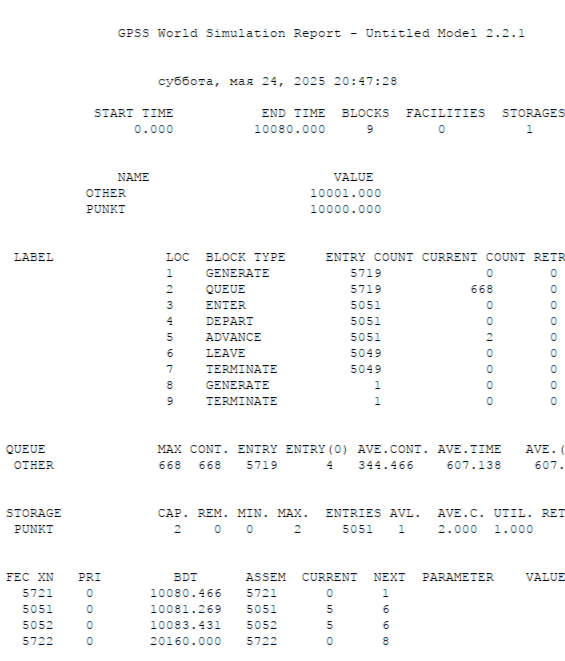 GPSS World Simulation Report - Untitled Model 2.2.1
суббота, мая 24, 2025 20:47:28
START TIME END TIME BLOCKS FACILITIES STORAGES
0.000 10080.000 9 0 1
NAME VALUE
OTHER 10001.000
PUNKT 10000.000
LABEL LOC BLOCK TYPE ENTRY COUNT CURRENT COUNT RETR
1 GENERATE 5719 0 0
2 QUEUE 5719 668 0
3 ENTER 5051 0 0
4 DEPART 5051 0 0
5 ADVANCE 5051 2 0
6 LEAVE 5049 0 0
7 TERMINATE 5049 0 0
8 GENERATE 1 0 0
9 TERMINATE 1 0 0
QUEUE MAX CONT. ENTRY ENTRY(0) AVE.CONT. AVE.TIME AVE.(
OTHER 668 668 5719 4 344.466 607.138 607.
STORAGE CAP. REM. MIN. MAX. ENTRIES AVL. AVE.C. UTIL. RET
PUNKT 2 0 0 2 5051 1 2.000 1.000
FEC XN PRI BDT ASSEM CURRENT NEXT PARAMETER VALUE
5721 0 10080.466 5721 0 1
5051 0 10081.269 5051 5 6
5052 0 10083.431 5052 5 6
5722 0 20160.000 5722 0 8